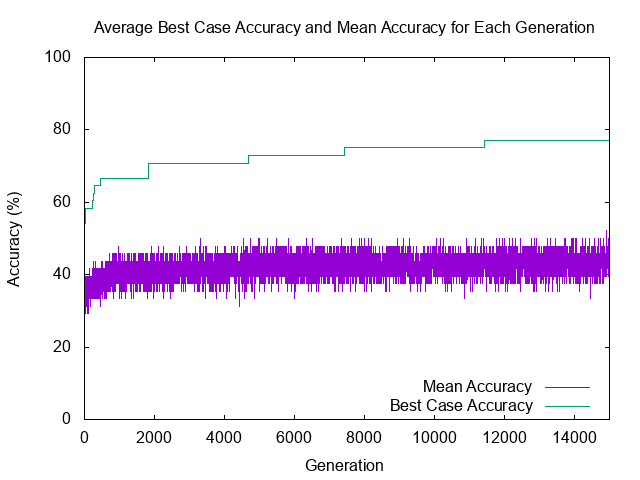 Average Best Case Accuracy and Mean Accuracy for Each Generation
100
80
60
40
20
0
Accuracy (%)
Mean Accuracy
Best Case Accuracy
0 2000 4000 6000 8000 10000 12000 14000
Generation